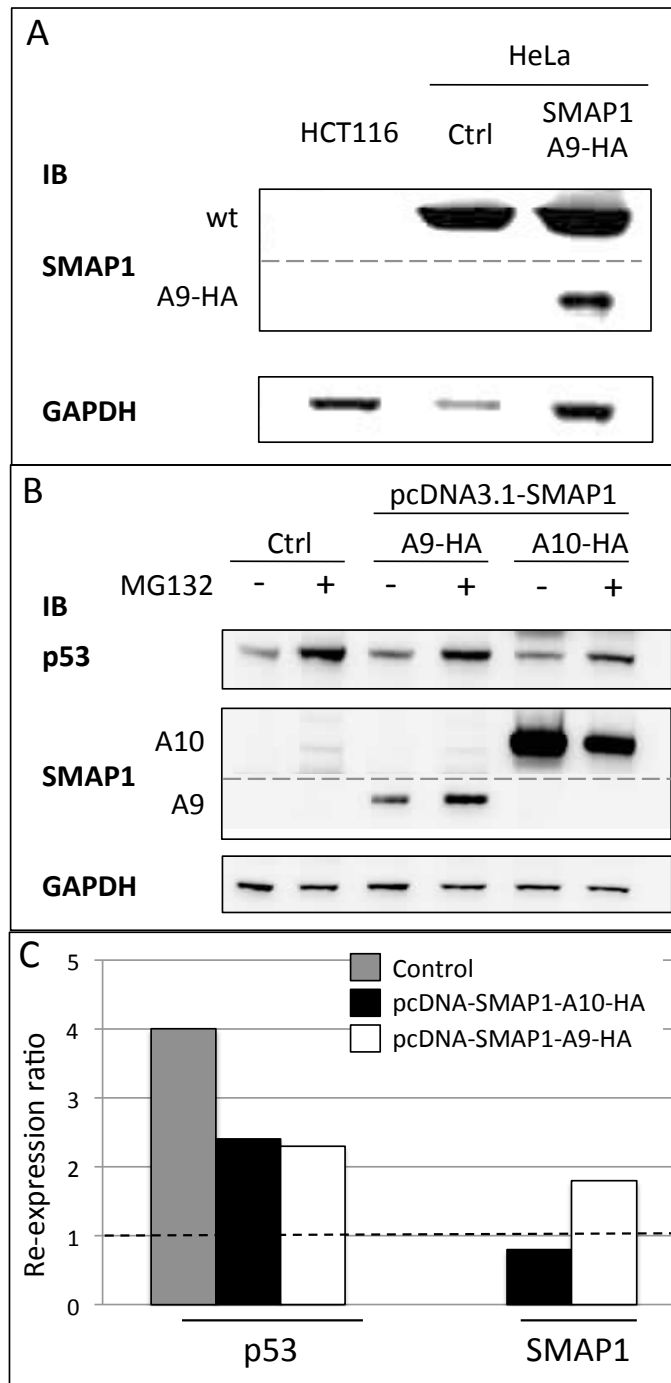 A
HeLa
HCT116 Ctrl SMAP1
A9-HA
IB
wt
SMAP1
A9-HA
GAPDH
B
pcDNA3.1-SMAP1
Ctrl A9-HA A10-HA
MG132 - + - + - +
IB
p53
A10
SMAP1
A9
GAPDH
C
5
Control
pcDNA-SMAP1-A10-HA
4
pcDNA-SMAP1-A9-HA
3
Re-expression ratio
2
1
0
p53 SMAP1